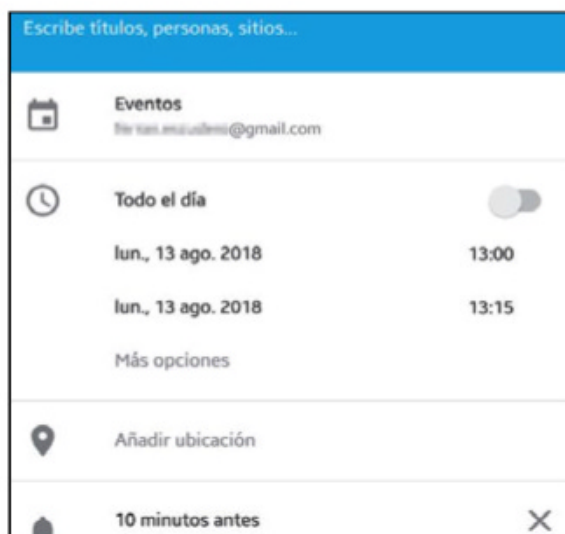 Escribe títulos, personas, sitios...
Eventos
@gmail.com
Todo el día
lun., 13 ago. 2018 13:00
lun., 13 ago. 2018 13:15
Más opciones
Añadir ubicación
10 minutos antes